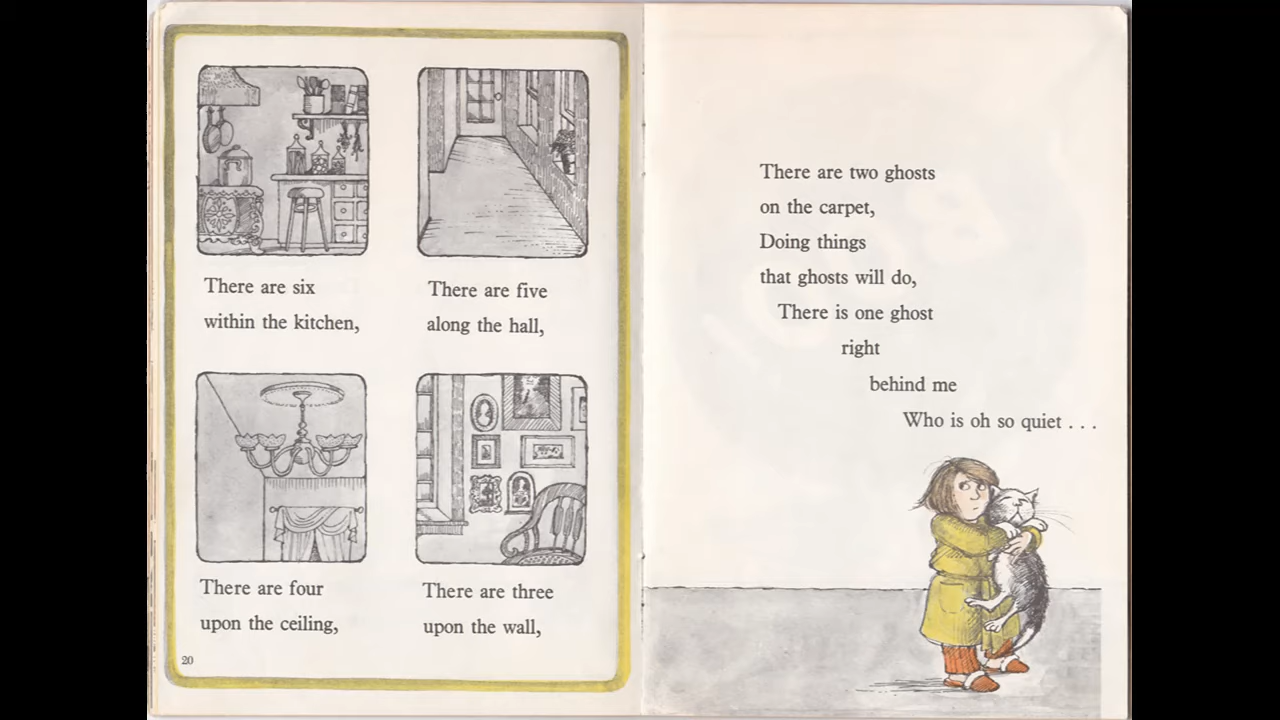 There are six
within the kitchen,
There are five
along the hall,
There are four
upon the ceiling,
There are three
upon the wall,
20
There are two ghosts
on the carpet,
Doing things
that ghosts will do,
There is one ghost
right
behind me
Who is oh so quiet . . .